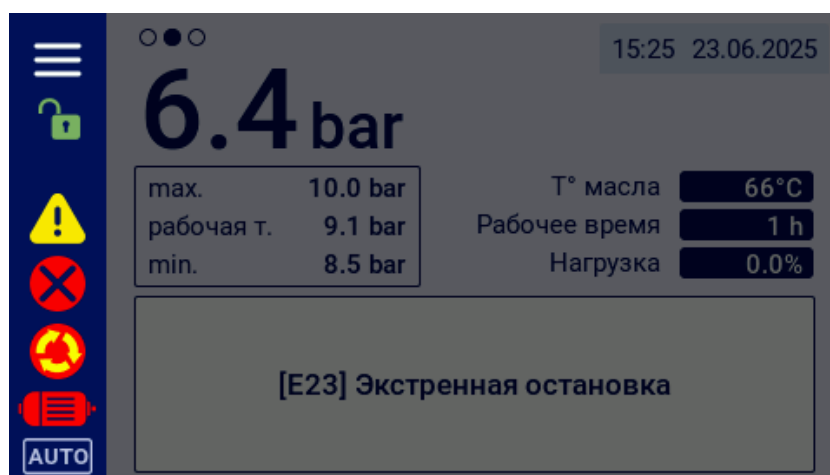 15:25 23.06.2025
6.4 bar
max. 10.0 bar
рабочая т. 9.1 bar
min. 8.5 bar
T° масла 66°C
Рабочее время 1 h
Нагрузка 0.0%
[E23] Экстренная остановка
AUTO